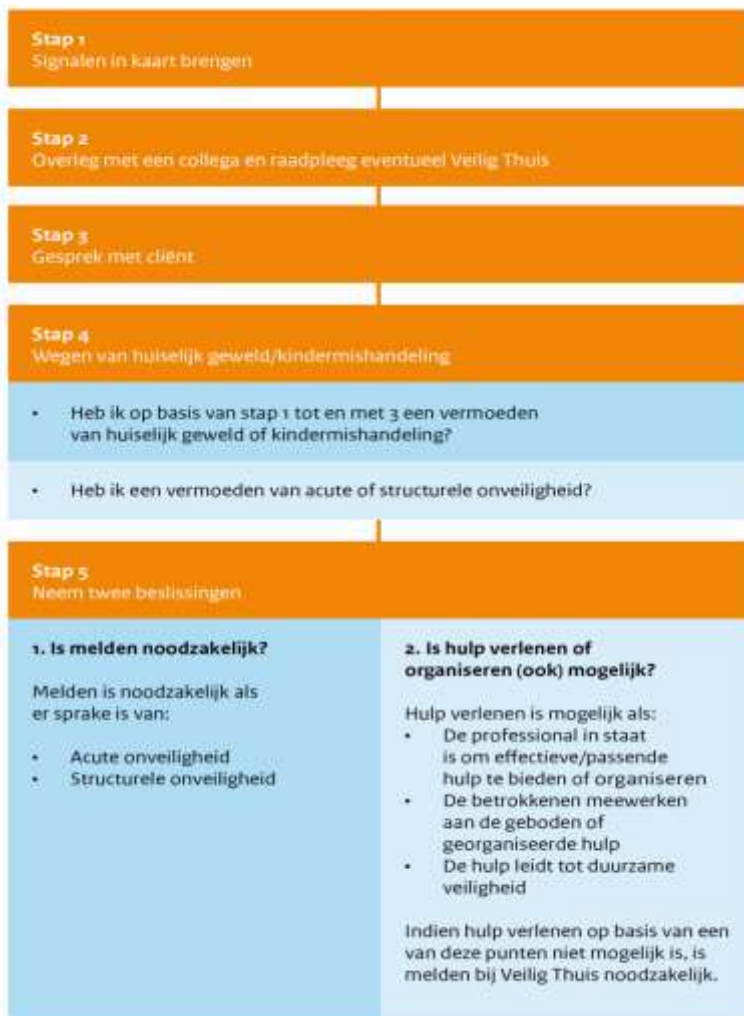 Stap 1
Signalen in kaart brengen
Stap 2
Overleg met een collega en raadpleeg eventueel Veilig Thuis
Stap 3
Gesprek met cliënt
Stap 4
Wegen van huiselijk geweld/kindermishandeling
• Heb ik op basis van stap 1 tot en met 3 een vermoeden
van huiselijk geweld of kindermishandeling?
• Heb ik een vermoeden van acute of structurele onveiligheid?
Stap 5
Neem twee beslissingen
1. Is melden noodzakelijk?
Melden is noodzakelijk als
er sprake is van:
• Acute onveiligheid
• Structurele onveiligheid
2. Is hulp verlenen of
organiseren (ook) mogelijk?
Hulp verlenen is mogelijk als:
• De professional in staat
is om effectieve/passende
hulp te bieden of organiseren
• De betrokkenen meewerken
aan de geboden of
georganiseerde hulp
• De hulp leidt tot duurzame
veiligheid
Indien hulp verlenen op basis van een
van deze punten niet mogelijk is, is
melden bij Veilig Thuis noodzakelijk.